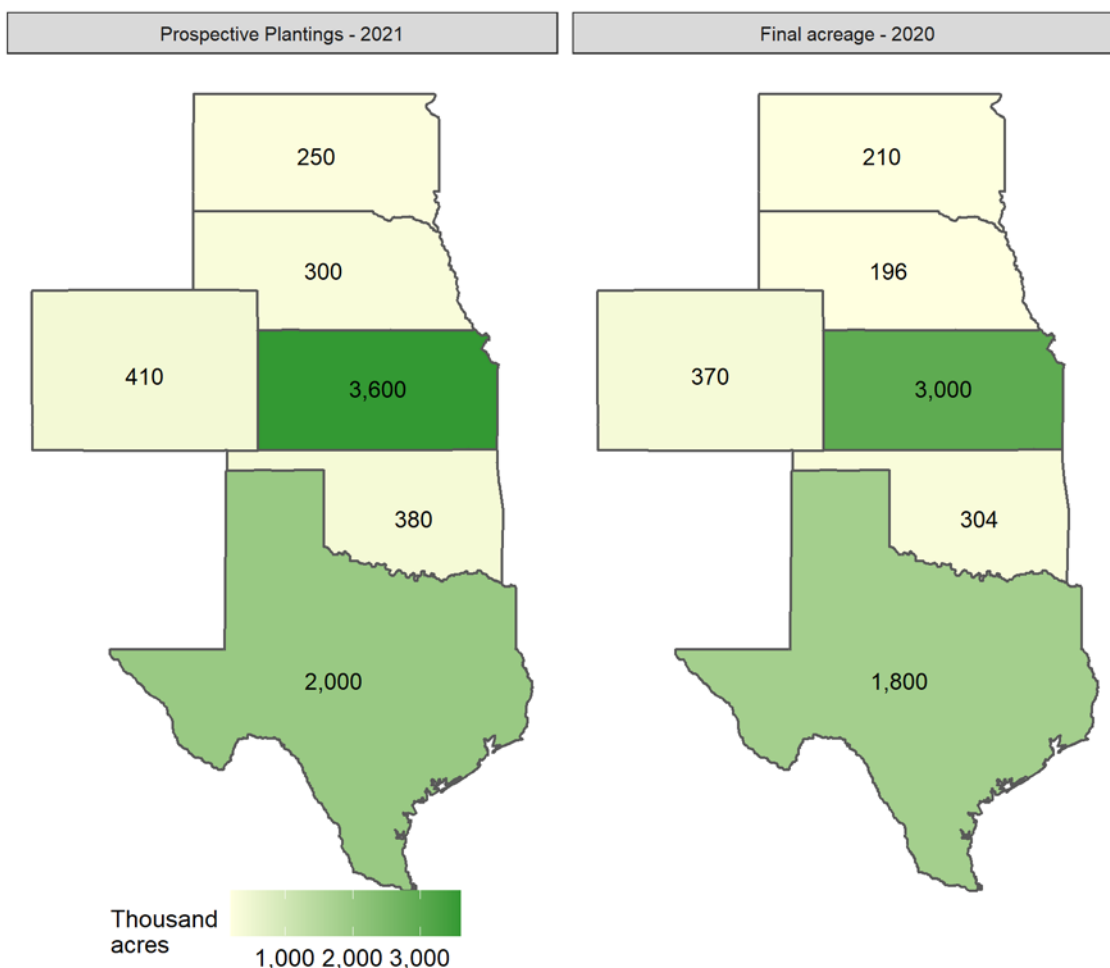 Prospective Plantings - 2021
Final acreage - 2020
250
210
300
196
410
3,600
370
3,000
380
304
2,000
1,800
Thousand
acres
1,000 2,000 3,000